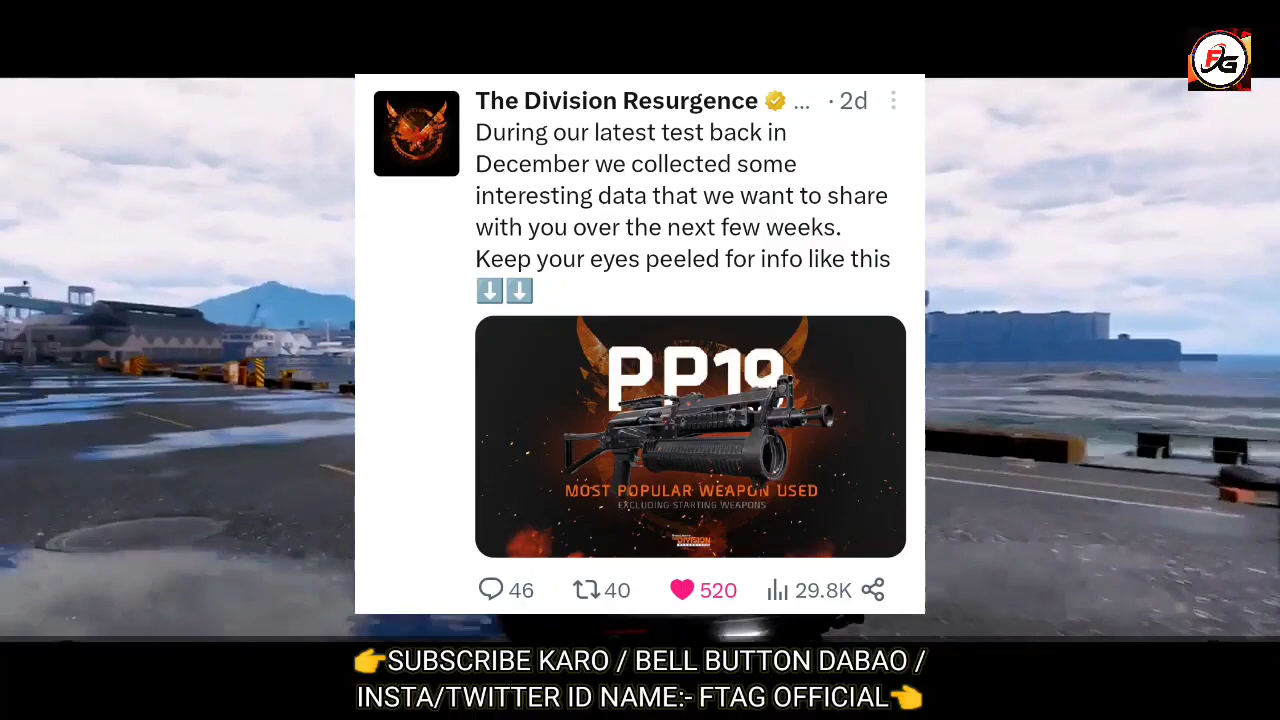 FG
The Division Resurgence ... · 2d
During our latest test back in
December we collected some
interesting data that we want to share
with you over the next few weeks.
Keep your eyes peeled for info like this
⬇️⬇️
PP19
MOST POPULAR WEAPON USED
EXCLUDING STARTING WEAPONS
DIVISION
46 40 520 29.8K
👉SUBSCRIBE KARO / BELL BUTTON DABAO /
INSTA/TWITTER ID NAME:- FTAG OFFICIAL👈